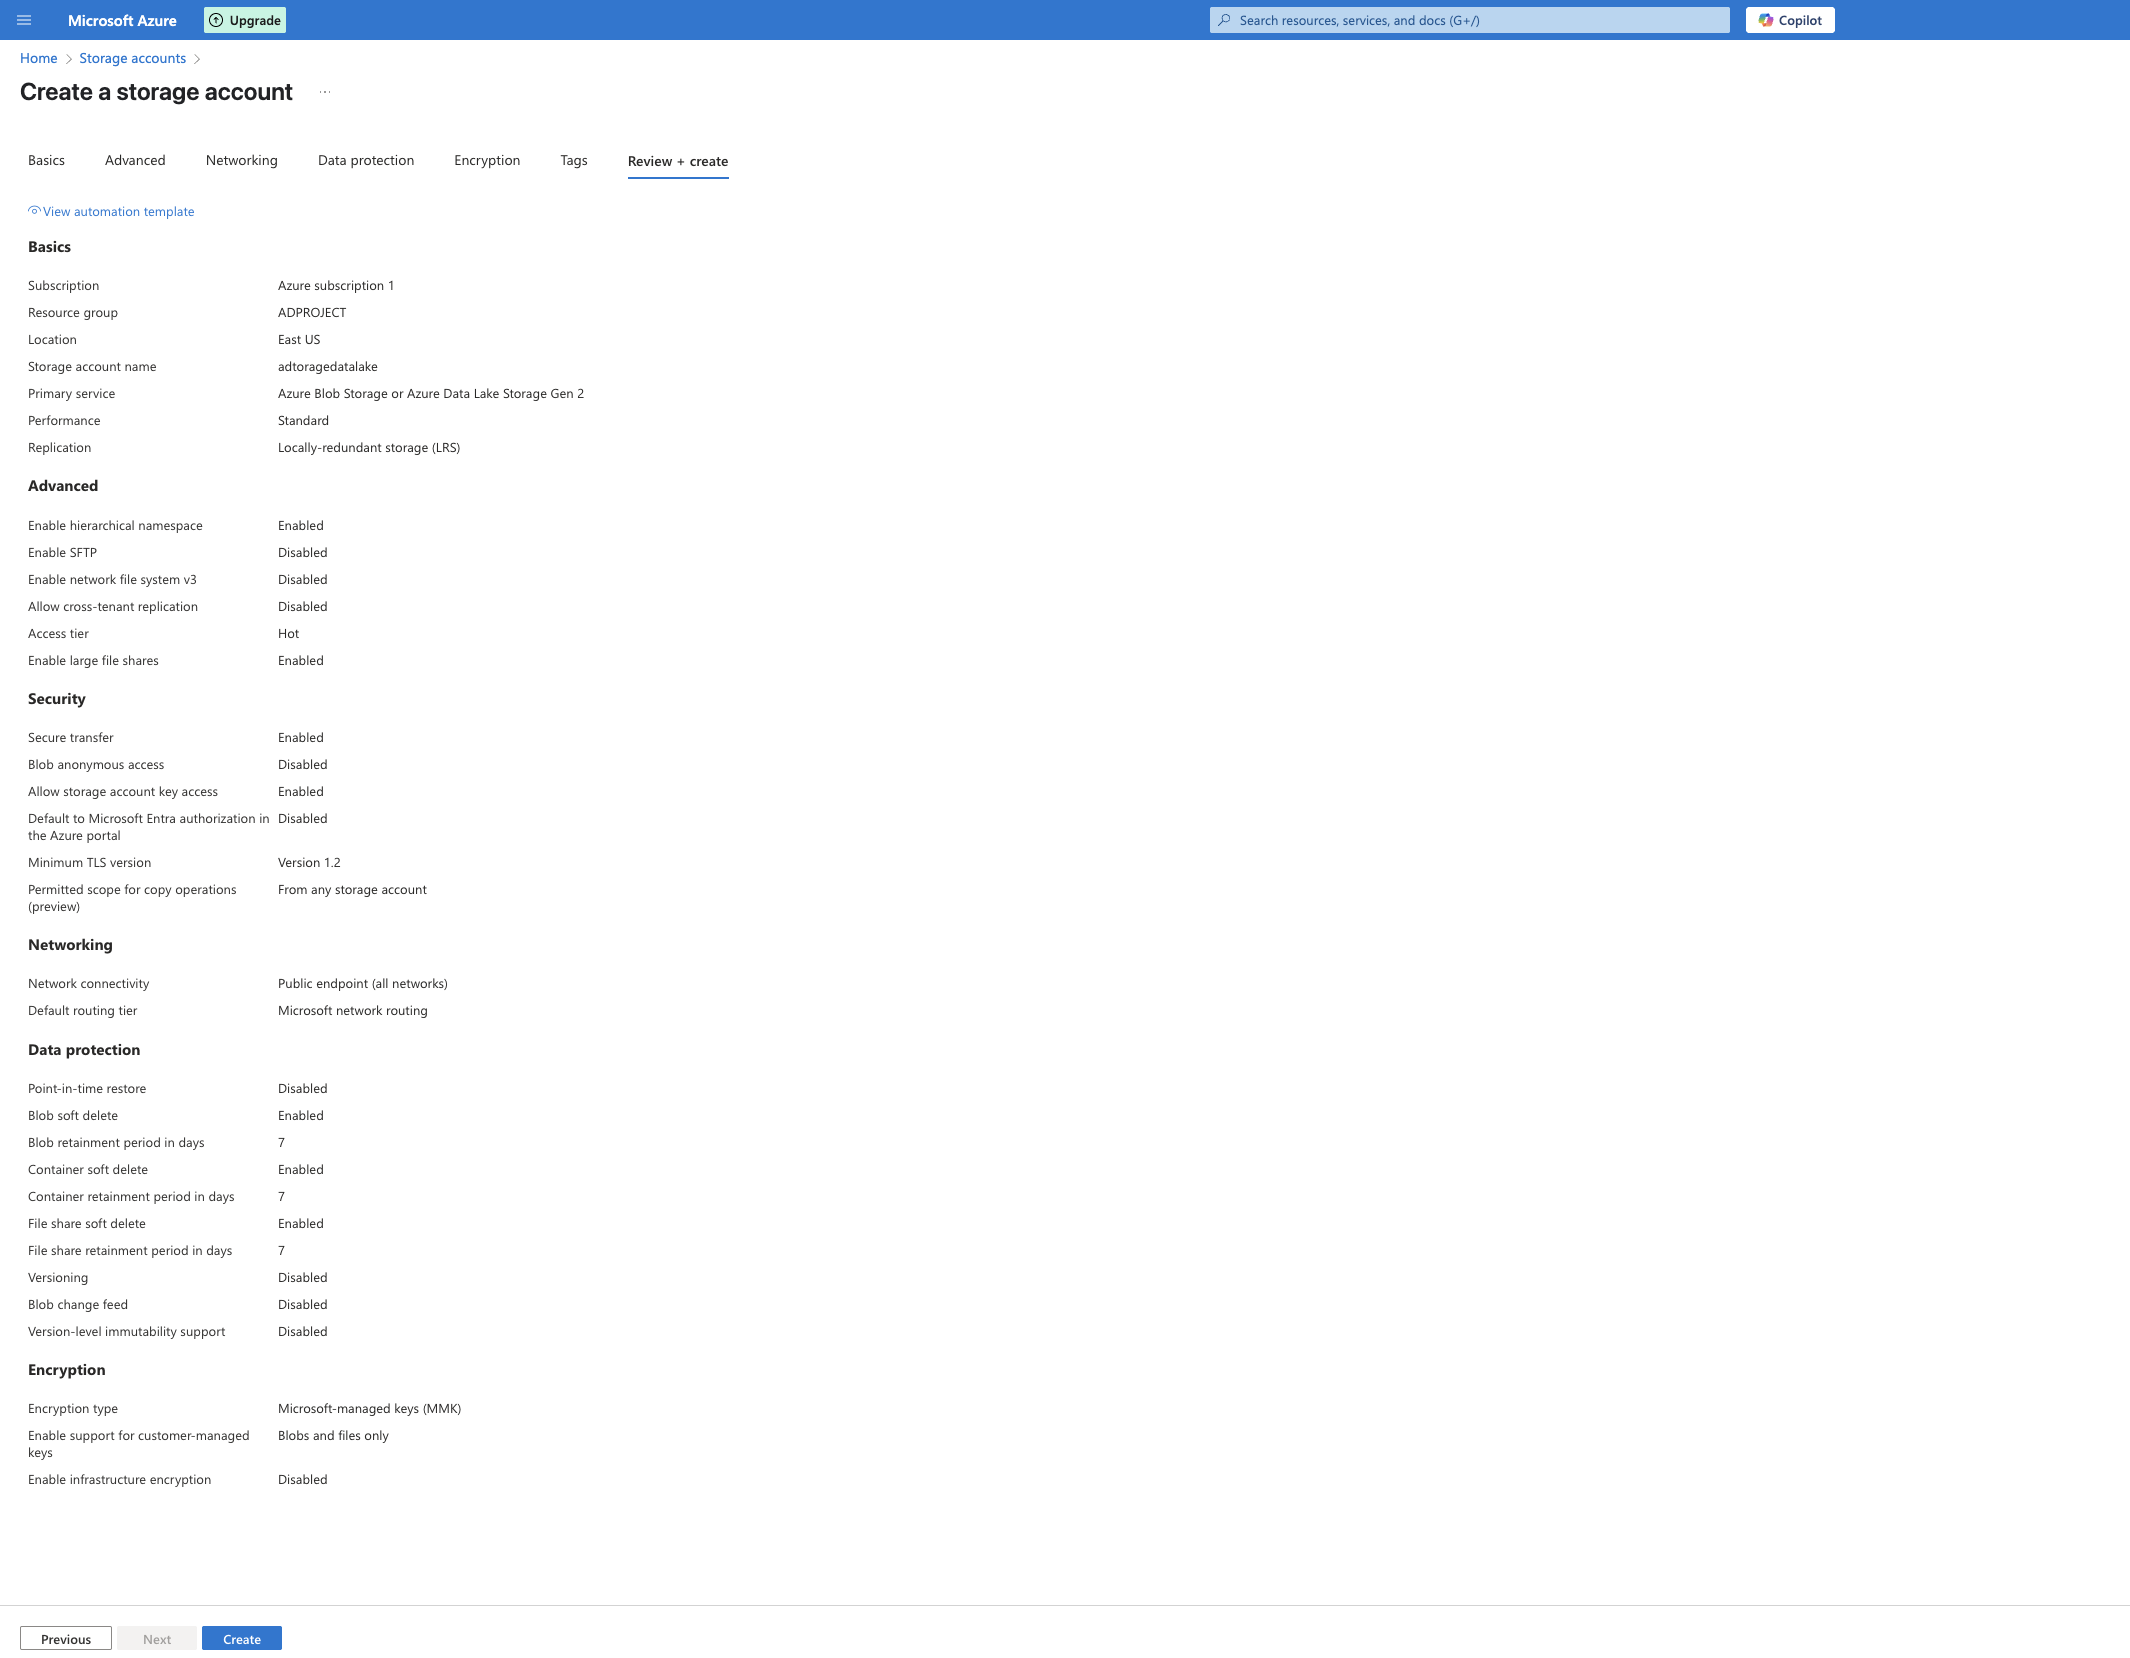 Microsoft Azure
Upgrade
Search resources, services, and docs (G+/)
Copilot
Home
Storage accounts
Create a storage account
Basics Advanced Networking Data protection Encryption Tags Review + create
View automation template
Basics
Subscription Azure subscription 1
Resource group ADPROJECT
Location East US
Storage account name adtoragedatalake
Primary service Azure Blob Storage or Azure Data Lake Storage Gen 2
Performance Standard
Replication Locally-redundant storage (LRS)
Advanced
Enable hierarchical namespace Enabled
Enable SFTP Disabled
Enable network file system v3 Disabled
Allow cross-tenant replication Disabled
Access tier Hot
Enable large file shares Enabled
Security
Secure transfer Enabled
Blob anonymous access Disabled
Allow storage account key access Enabled
Default to Microsoft Entra authorization in Disabled
the Azure portal
Minimum TLS version Version 1.2
Permitted scope for copy operations From any storage account
(preview)
Networking
Network connectivity Public endpoint (all networks)
Default routing tier Microsoft network routing
Data protection
Point-in-time restore Disabled
Blob soft delete Enabled
Blob retainment period in days 7
Container soft delete Enabled
Container retainment period in days 7
File share soft delete Enabled
File share retainment period in days 7
Versioning Disabled
Blob change feed Disabled
Version-level immutability support Disabled
Encryption
Encryption type Microsoft-managed keys (MMK)
Enable support for customer-managed Blobs and files only
keys
Enable infrastructure encryption Disabled
Previous Next Create